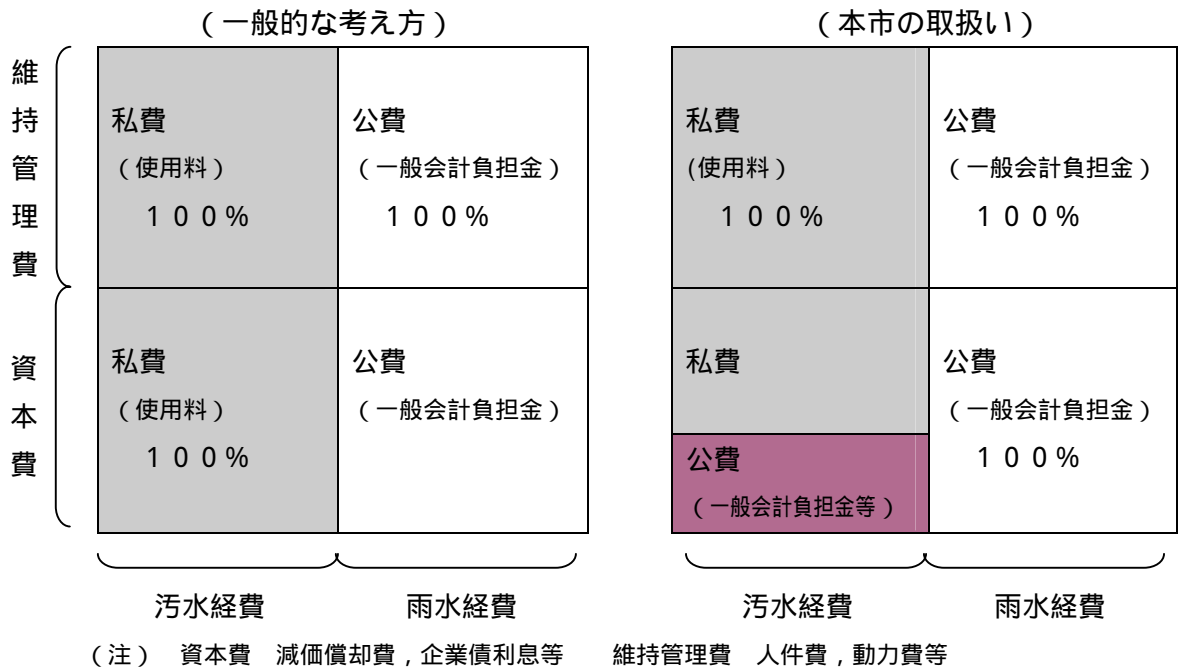 （一般的な考え方）
（本市の取扱い）
維持管理費
私費
（使用料）
１００%
公費
（一般会計負担金）
１００%
私費
(使用料）
１００%
公費
（一般会計負担金）
１００%
資本費
私費
（使用料）
１００%
公費
（一般会計負担金）
私費
公費
（一般会計負担金等）
公費
（一般会計負担金）
１００%
汚水経費
雨水経費
汚水経費
雨水経費
（注）　資本費　減価償却費，企業債利息等　　維持管理費　人件費，動力費等